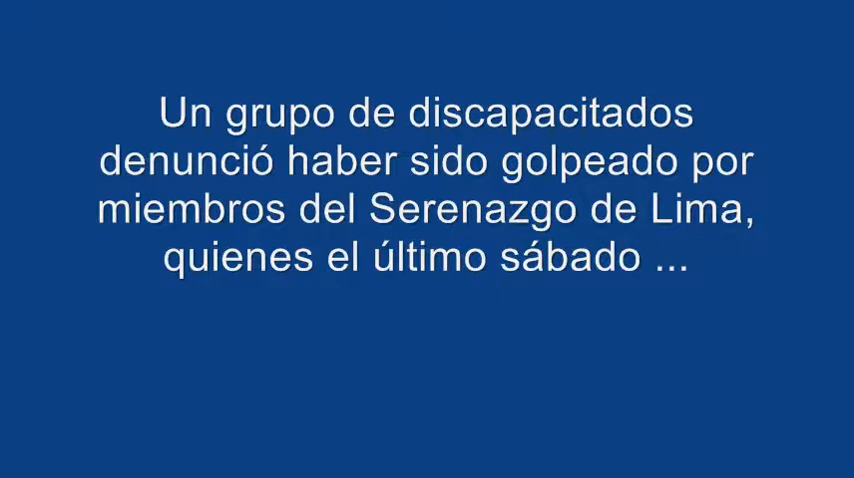 Un grupo de discapacitados
denunció haber sido golpeado por
miembros del Serenazgo de Lima,
quienes el último sábado ...